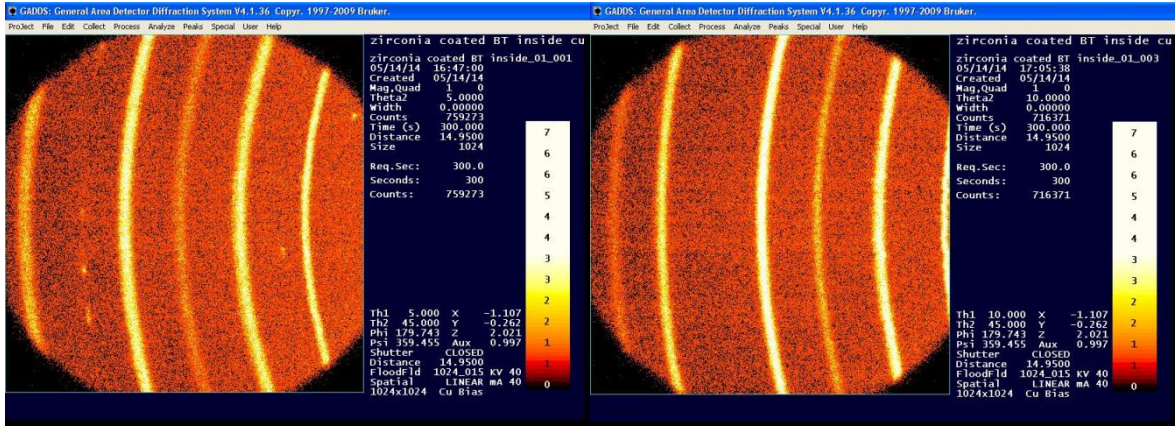 GADDS: General Area Detector Diffraction System V4.1.36 Copyr. 1997-2009 Bruker.
ProJect File Edit Collect Process Analyze Peaks Special User Help
zirconia coated BT inside cu
zirconia coated BT inside_01_001
05/14/14 16:47:00
Created 05/14/14
Mag,Quad 1 0
Theta2 5.0000
Width 0.00000
Counts 759273
Time (s) 300.000
Distance 14.9500
Size 1024
Req.Sec: 300.0
Seconds: 300
Counts: 759273
7
6
6
5
4
4
3
3
2
2
1
1
0
Th1 5.000 X -1.107
Th2 45.000 Y -0.262
Phi 179.743 Z 2.021
Psi 359.455 Aux 0.997
Shutter CLOSED
Distance 14.9500
FloodFld 1024_015 KV 40
Spatial LINEAR mA 40
1024x1024 Cu Bias
GADDS: General Area Detector Diffraction System V4.1.36 Copyr. 1997-2009 Bruker.
ProJect File Edit Collect Process Analyze Peaks Special User Help
zirconia coated BT inside cu
zirconia coated BT inside_01_003
05/14/14 17:05:38
Created 05/14/14
Mag,Quad 1 0
Theta2 10.0000
Width 0.00000
Counts 716371
Time (s) 300.000
Distance 14.9500
Size 1024
Req.Sec: 300.0
Seconds: 300
Counts: 716371
7
6
6
5
4
4
3
3
2
2
1
1
0
Th1 10.000 X -1.107
Th2 45.000 Y -0.262
Phi 179.743 Z 2.021
Psi 359.455 Aux 0.997
Shutter CLOSED
Distance 14.9500
FloodFld 1024_015 KV 40
Spatial LINEAR mA 40
1024x1024 Cu Bias